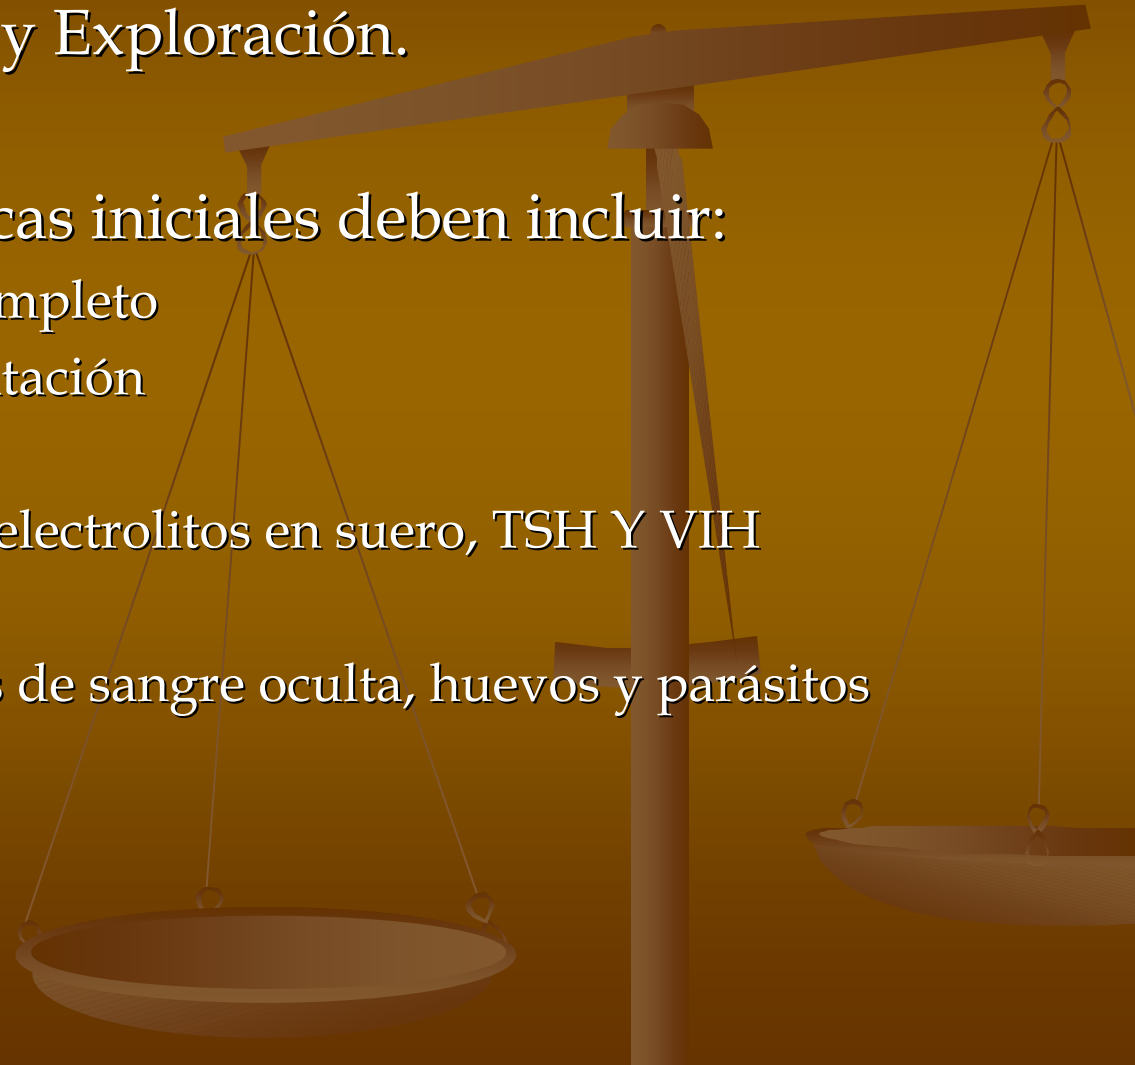 y Exploración.
cas iniciales deben incluir:
mpleto
tación
electrolitos en suero, TSH Y VIH
s de sangre oculta, huevos y parásitos